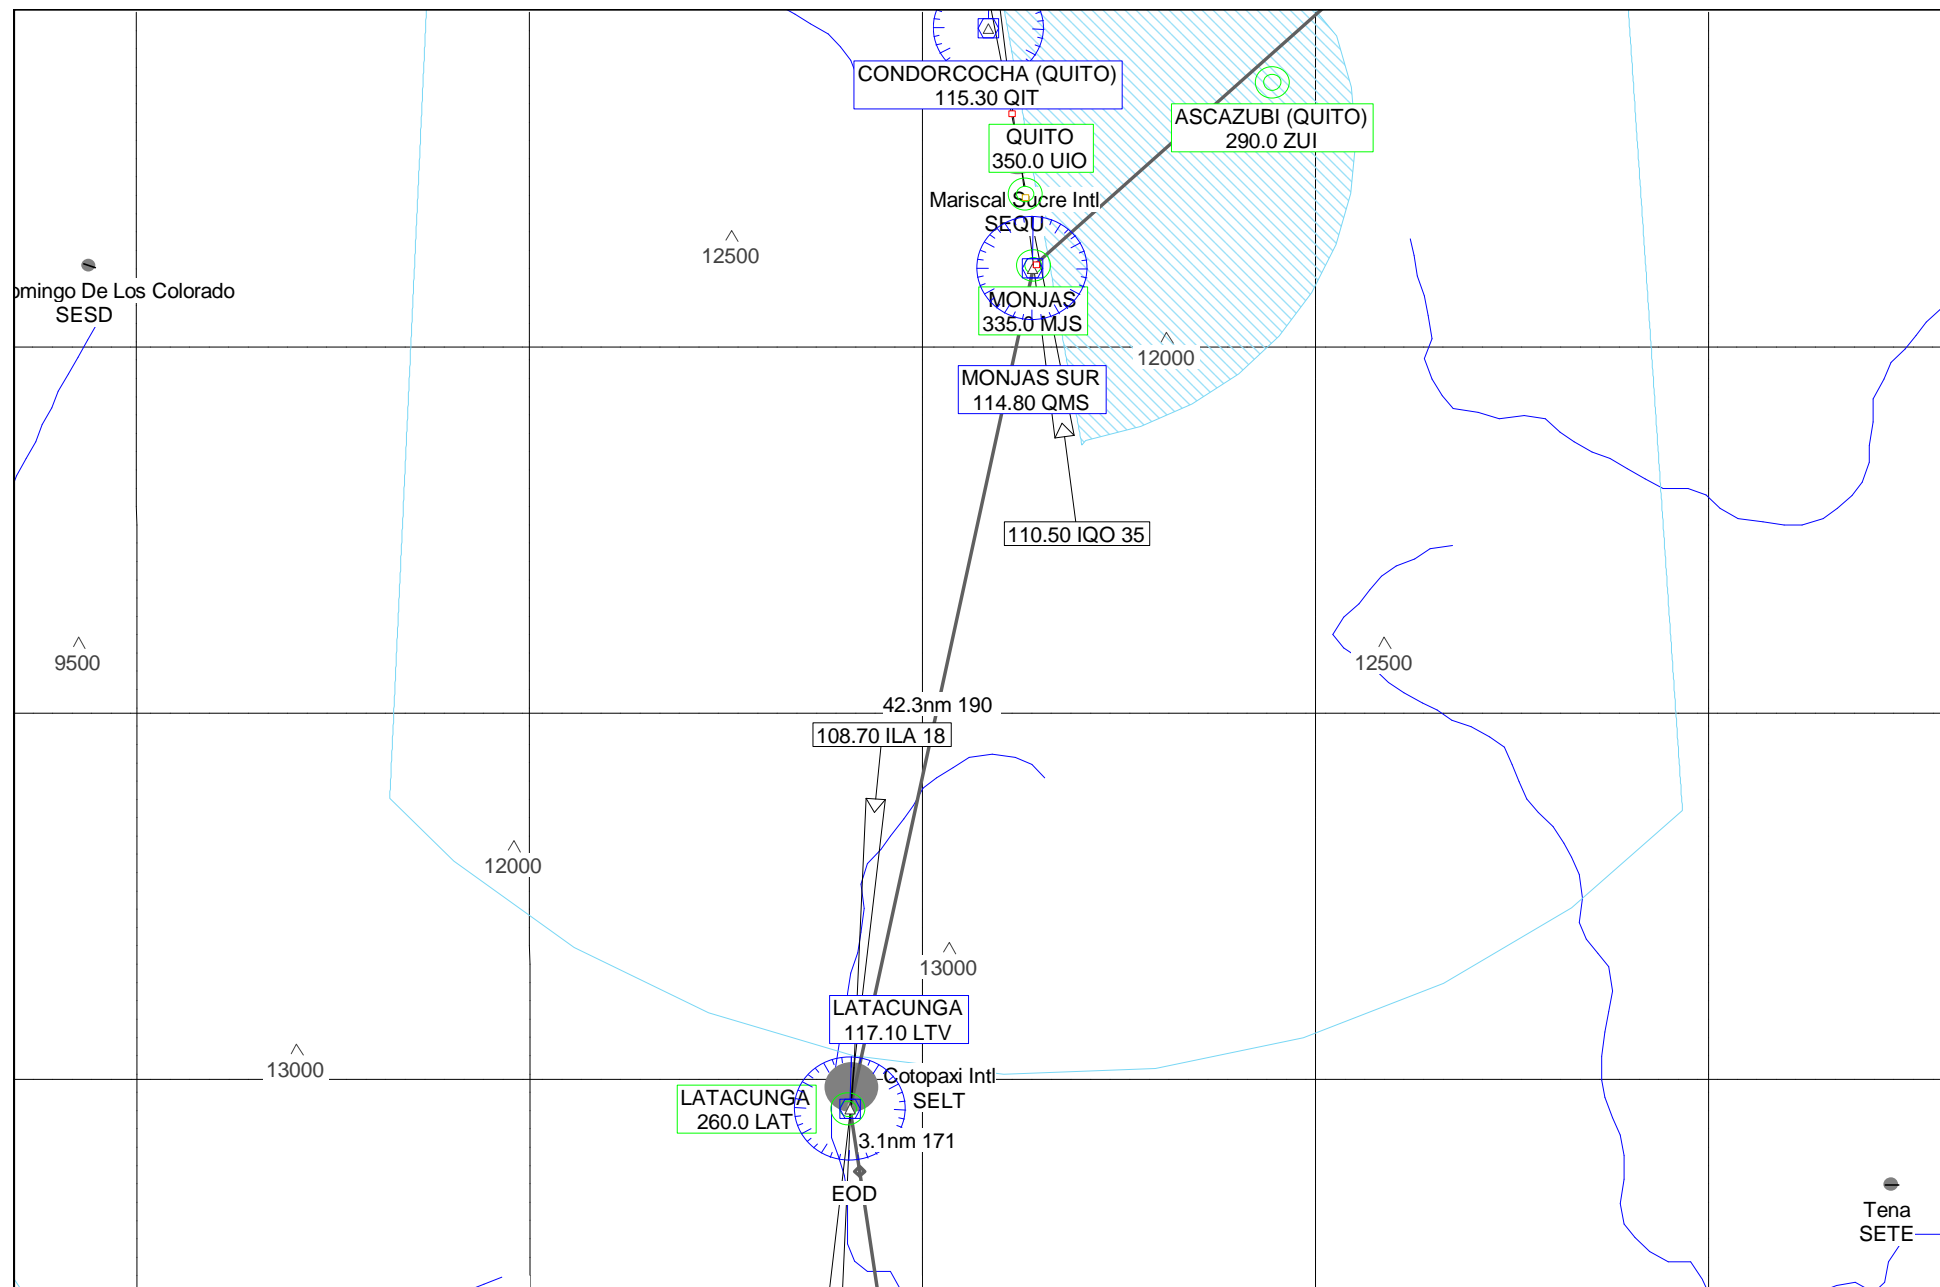 CONDORCOCHA (QUITO)
115.30 QIT
ASCAZUBI (QUITO)
290.0 ZUI
QUITO
350.0 UIO
Mariscal Sucre Intl
SEQU
12500
omingo De Los Colorado
SESD
MONJAS
335.0 MJS
12000
MONJAS SUR
114.80 QMS
110.50 IQO 35
9500
12500
42.3nm 190
108.70 ILA 18
12000
13000
LATACUNGA
117.10 LTV
13000
Cotopaxi Intl
SELT
LATACUNGA
260.0 LAT
3.1nm 171
EOD
Tena
SETE